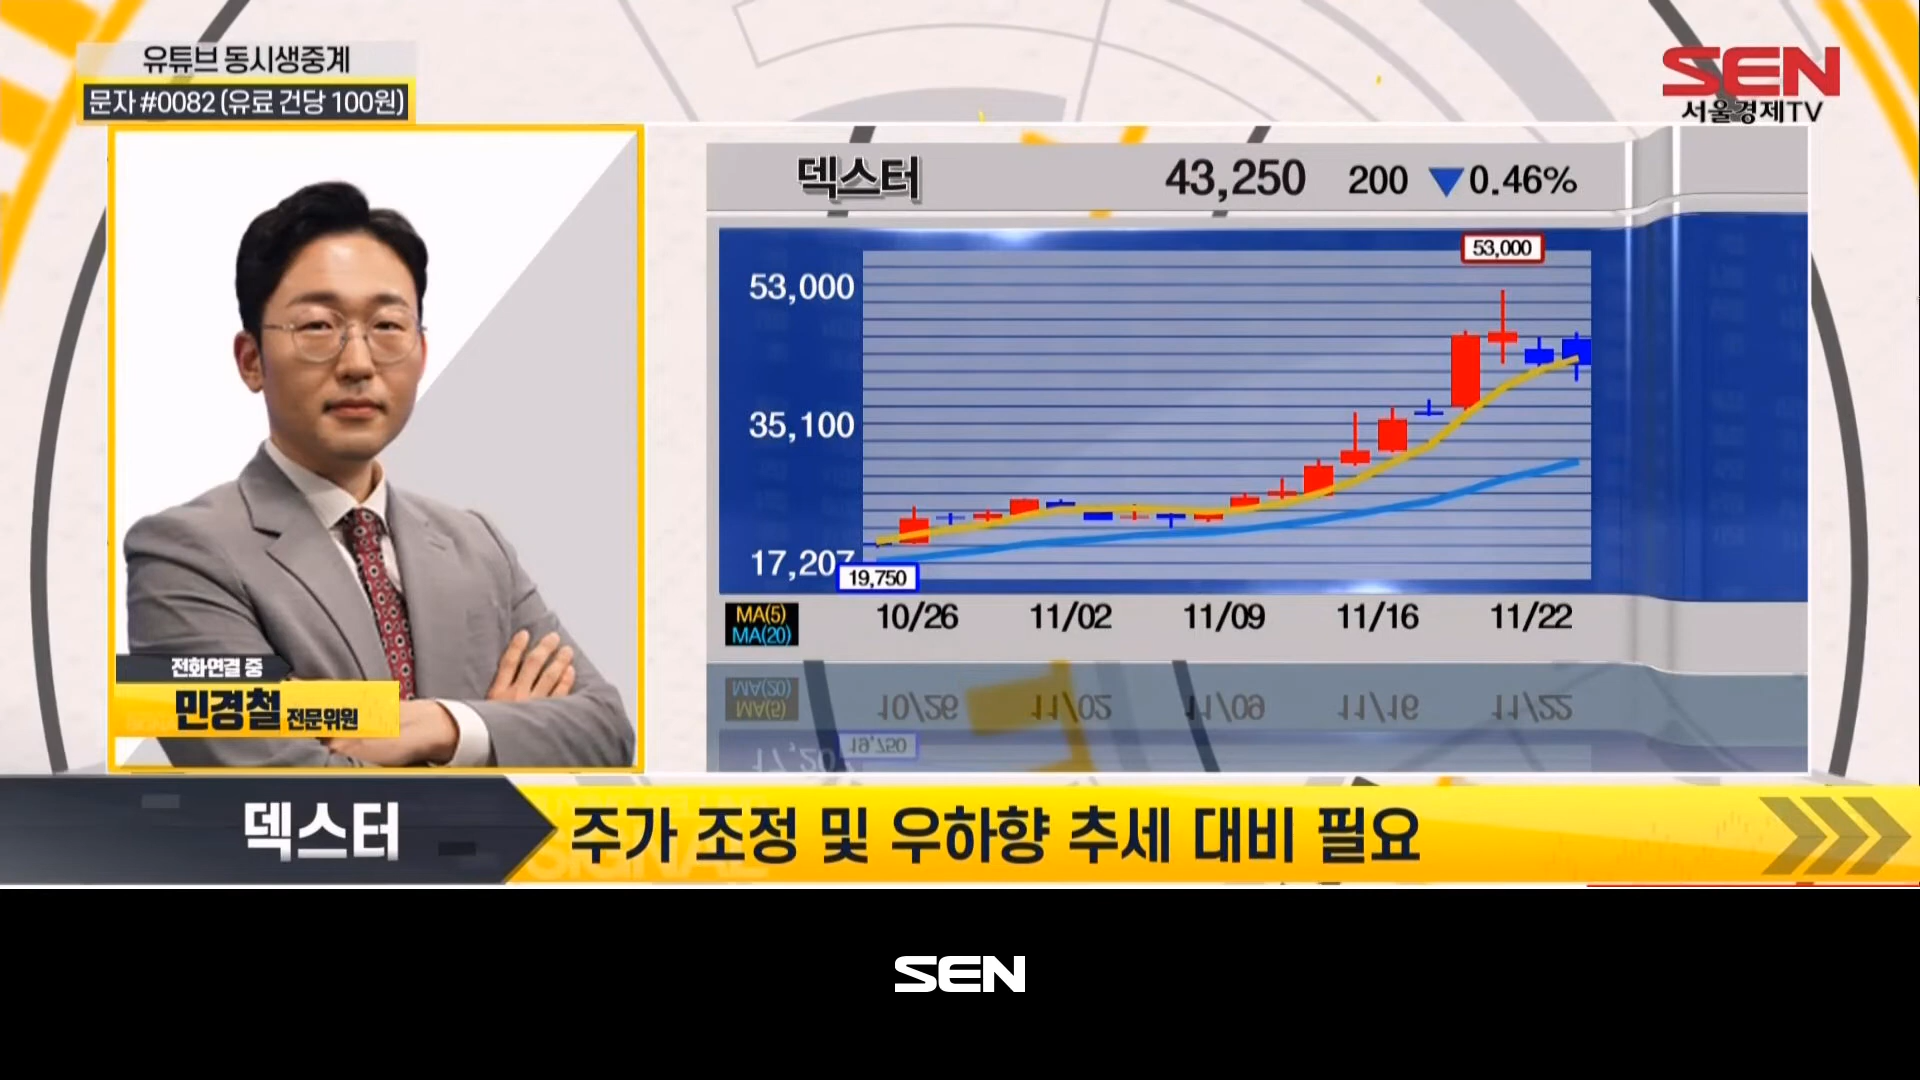 유튜브 동시생중계
문자 #0082 (유료 건당 100원)
SEN
서울경제TV
덱스터 43,250 200 ▼0.46%
53,000
53,000
35,100
17,207
19,750
MA(5)
MA(20)
10/26 11/02 11/09 11/16 11/22
전화연결 중
민경철 전문위원
덱스터 주가 조정 및 우하향 추세 대비 필요
SEN